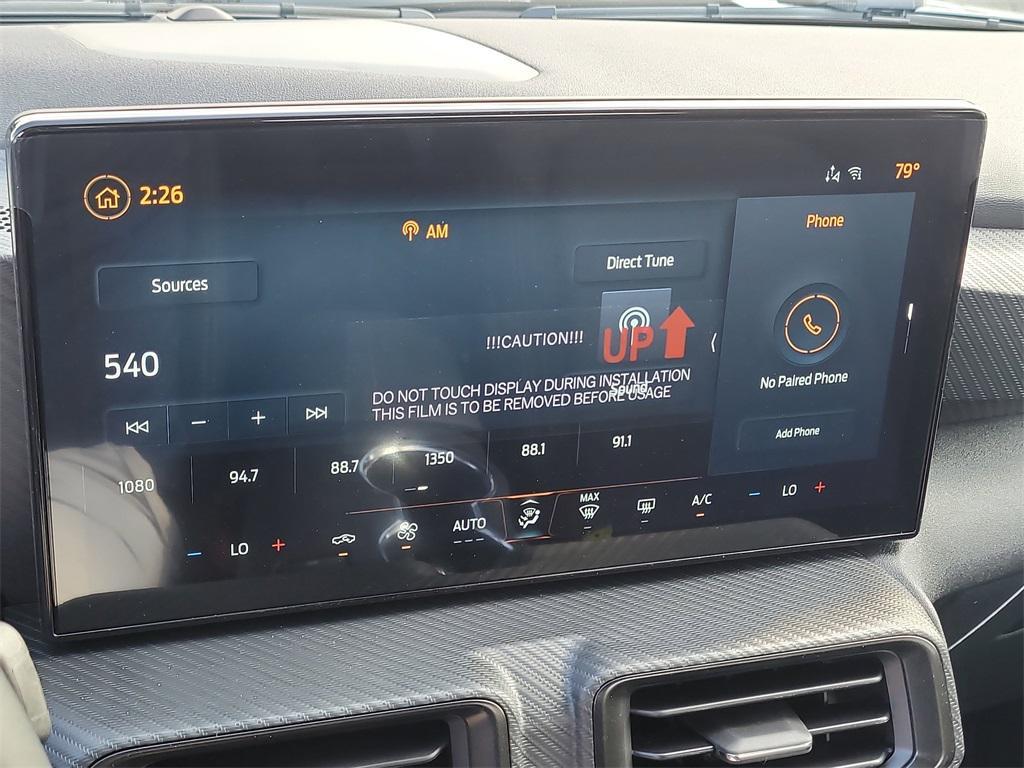 2:26
79°
AM
Phone
Sources
Direct Tune
!!!CAUTION!!!
UP
540
DO NOT TOUCH DISPLAY DURING INSTALLATION
THIS FILM IS TO BE REMOVED BEFORE USAGE
No Paired Phone
Add Phone
1080
94.7
88.7
1350
88.1
91.1
LO
AUTO
MAX
A/C
LO